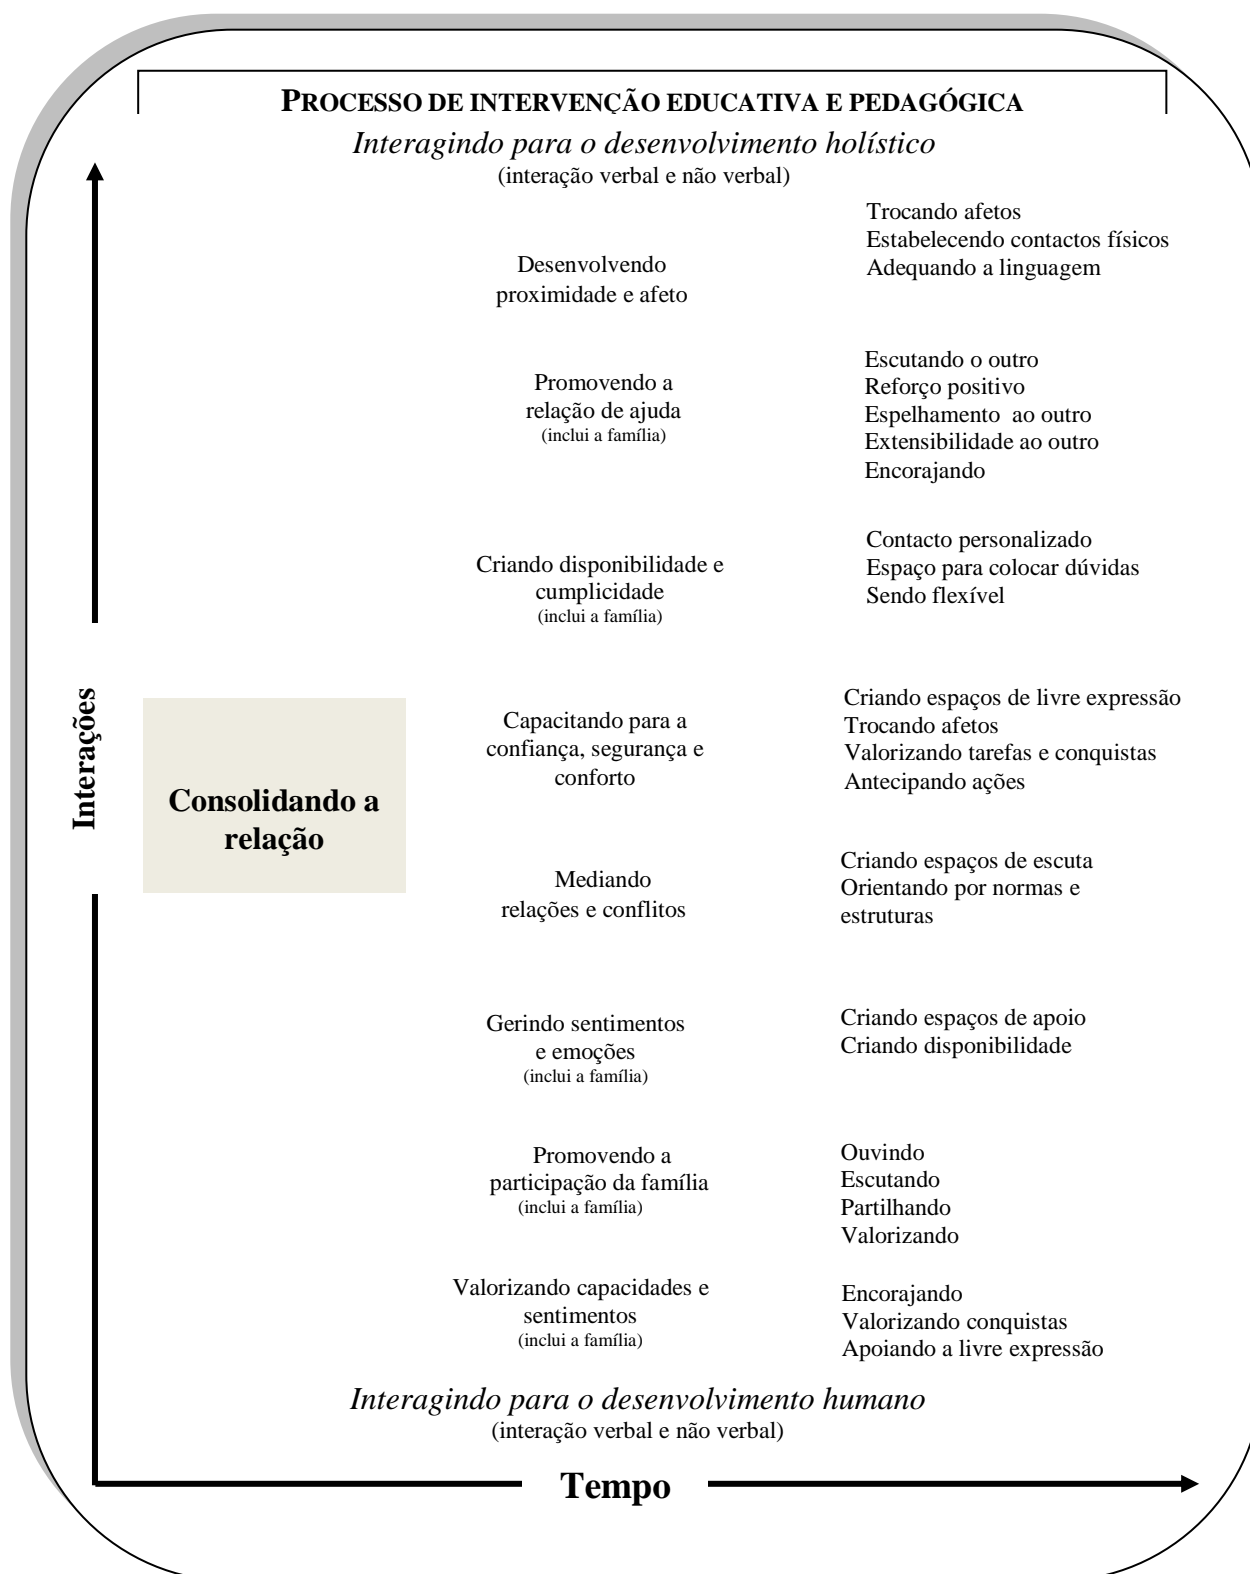 PROCESSO DE INTERVENÇÃO EDUCATIVA E PEDAGÓGICA
Interagindo para o desenvolvimento holístico
(interação verbal e não verbal)
Desenvolvendo
proximidade e afeto
Trocando afetos
Estabelecendo contactos físicos
Adequando a linguagem
Promovendo a
relação de ajuda
(inclui a família)
Escutando o outro
Reforço positivo
Espelhamento ao outro
Extensibilidade ao outro
Encorajando
Criando disponibilidade e
cumplicidade
(inclui a família)
Contacto personalizado
Espaço para colocar dúvidas
Sendo flexível
Interações
Consolidando a
relação
Capacitando para a
confiança, segurança e
conforto
Criando espaços de livre expressão
Trocando afetos
Valorizando tarefas e conquistas
Antecipando ações
Mediando
relações e conflitos
Criando espaços de escuta
Orientando por normas e
estruturas
Gerindo sentimentos
e emoções
(inclui a família)
Criando espaços de apoio
Criando disponibilidade
Promovendo a
participação da família
(inclui a família)
Ouvindo
Escutando
Partilhando
Valorizando
Valorizando capacidades e
sentimentos
(inclui a família)
Encorajando
Valorizando conquistas
Apoiando a livre expressão
Interagindo para o desenvolvimento humano
(interação verbal e não verbal)
Tempo